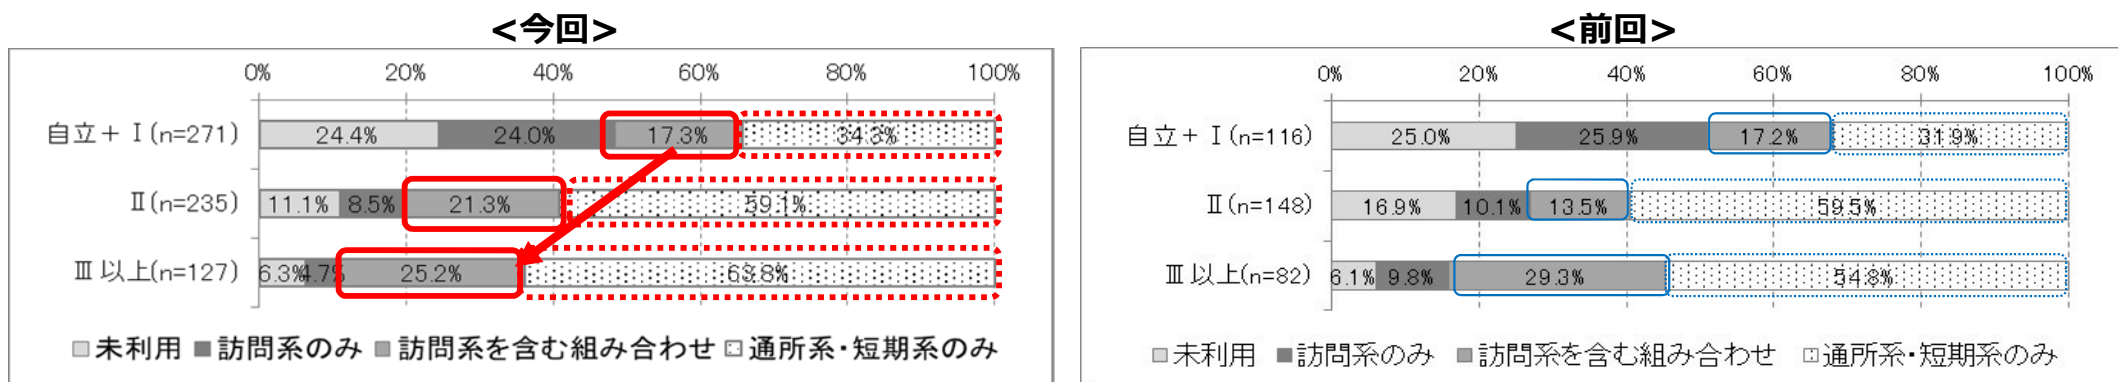 <今回>
0% 20% 40% 60% 80% 100%
自立+Ⅰ(n=271) 24.4% 24.0% 17.3% 34.3%
Ⅱ(n=235) 11.1% 8.5% 21.3% 59.1%
Ⅲ以上(n=127) 6.3% 4.7% 25.2% 63.8%
未利用 訪問系のみ 訪問系を含む組み合わせ 通所系・短期系のみ
<前回>
0% 20% 40% 60% 80% 100%
自立+Ⅰ(n=116) 25.0% 25.9% 17.2% 31.9%
Ⅱ(n=148) 16.9% 10.1% 13.5% 59.5%
Ⅲ以上(n=82) 6.1% 9.8% 29.3% 54.8%
未利用 訪問系のみ 訪問系を含む組み合わせ 通所系・短期系のみ